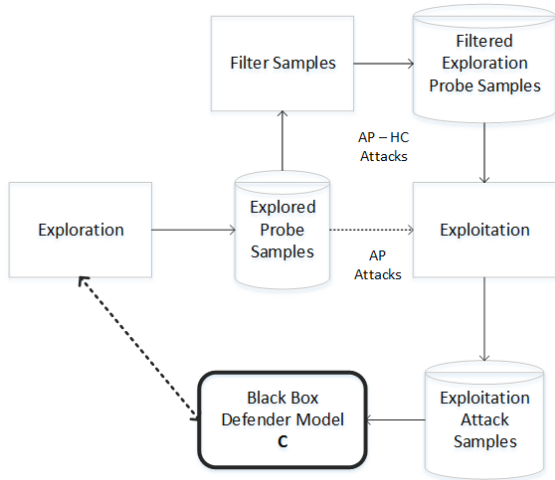 Filter Samples
Filtered
Exploration
Probe Samples
AP – HC
Attacks
Exploration
Explored
Probe
Samples
AP
Attacks
Exploitation
Black Box
Defender Model
C
Exploitation
Attack
Samples